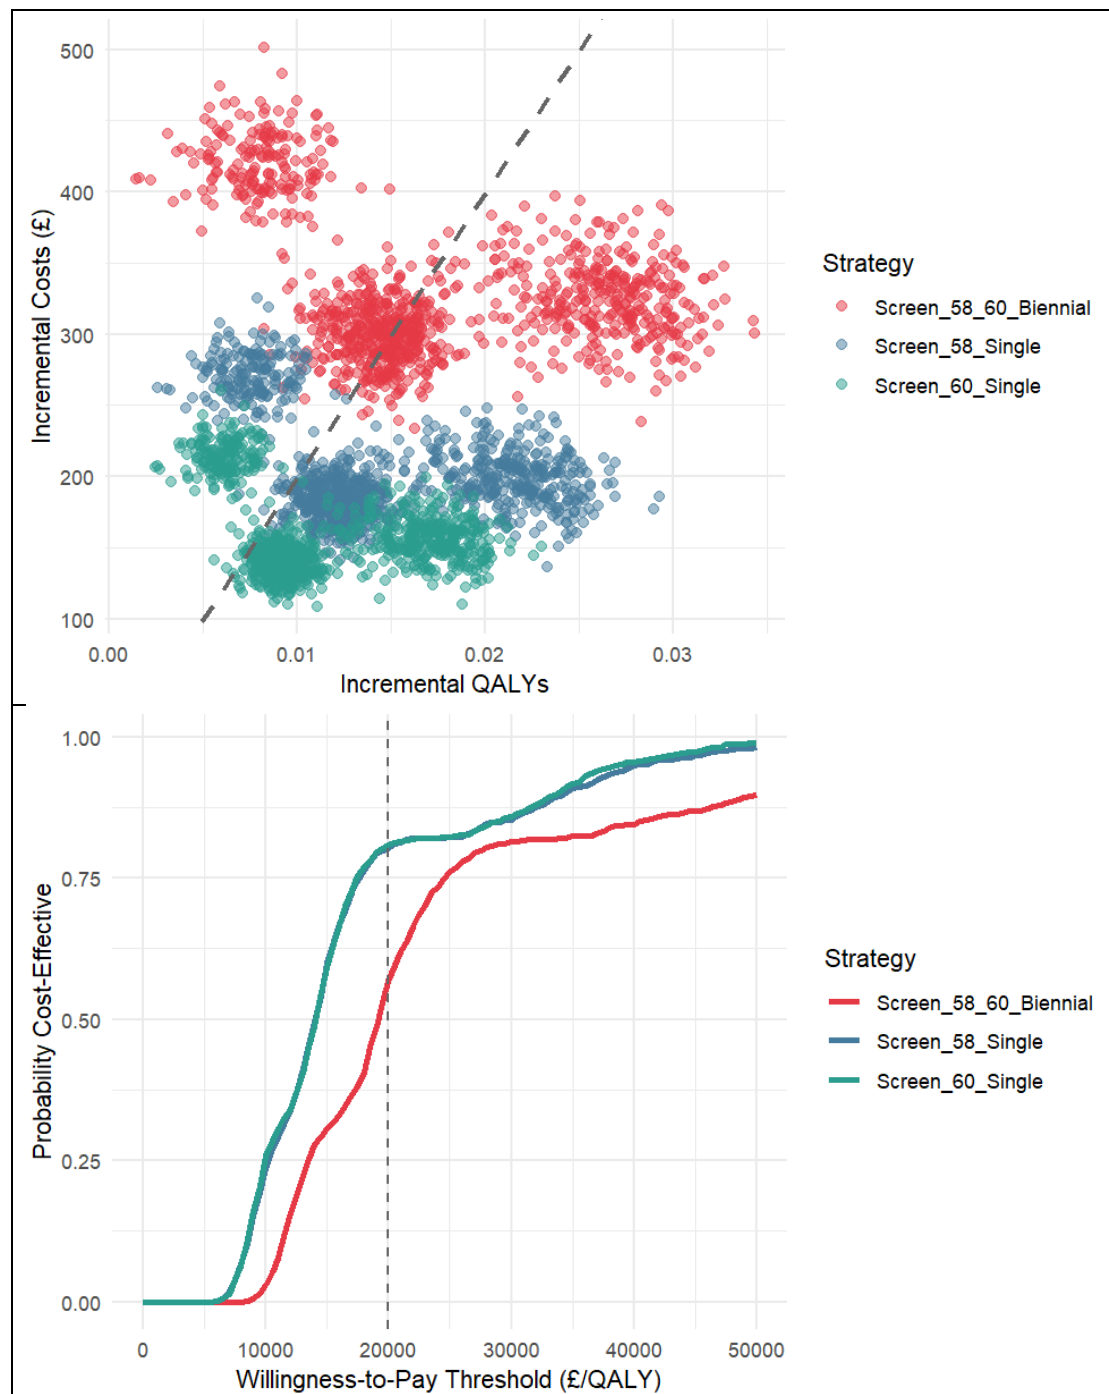 500
400
300
200
100
Incremental Costs (£)
0.00 0.01 0.02 0.03
Incremental QALYs
Strategy
Screen_58_60_Biennial
Screen_58_Single
Screen_60_Single
1.00
0.75
0.50
0.25
0.00
Probability Cost-Effective
0 10000 20000 30000 40000 50000
Willingness-to-Pay Threshold (£/QALY)
Strategy
Screen_58_60_Biennial
Screen_58_Single
Screen_60_Single